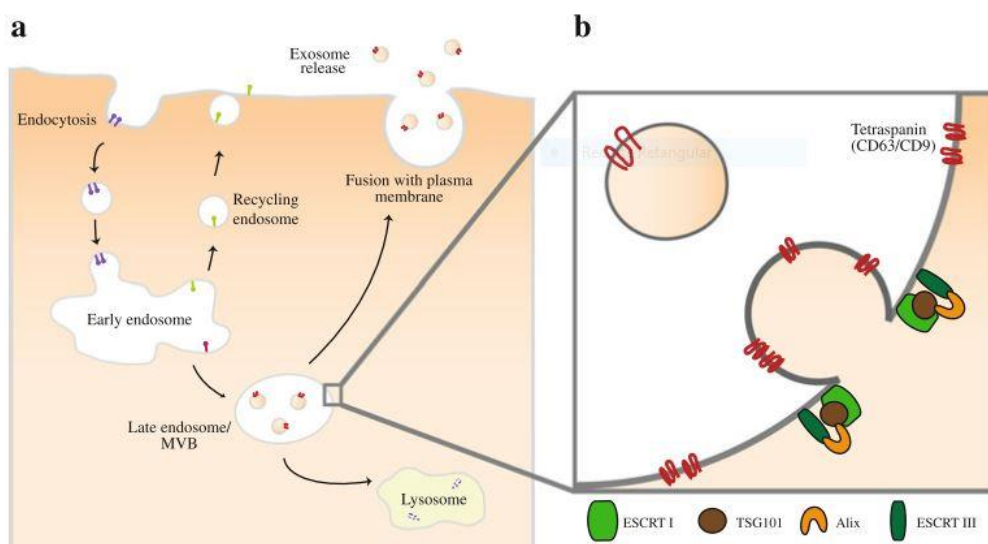 a
Exosome
release
Endocytosis
Recycling
endosome
Fusion with plasma
membrane
Early endosome
Late endosome/
MVB
Lysosome
b
Tetraspanin
(CD63/CD9)
ESCRT I
TSG101
Alix
ESCRT III